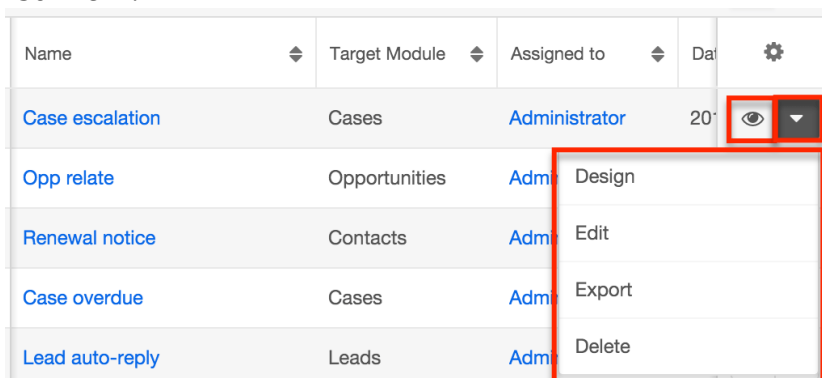 Name Target Module Assigned to Dat
Case escalation Cases Administrator 201
Opp relate Opportunities Admi Design
Renewal notice Contacts Admi Edit
Case overdue Cases Admi Export
Lead auto-reply Leads Admi Delete